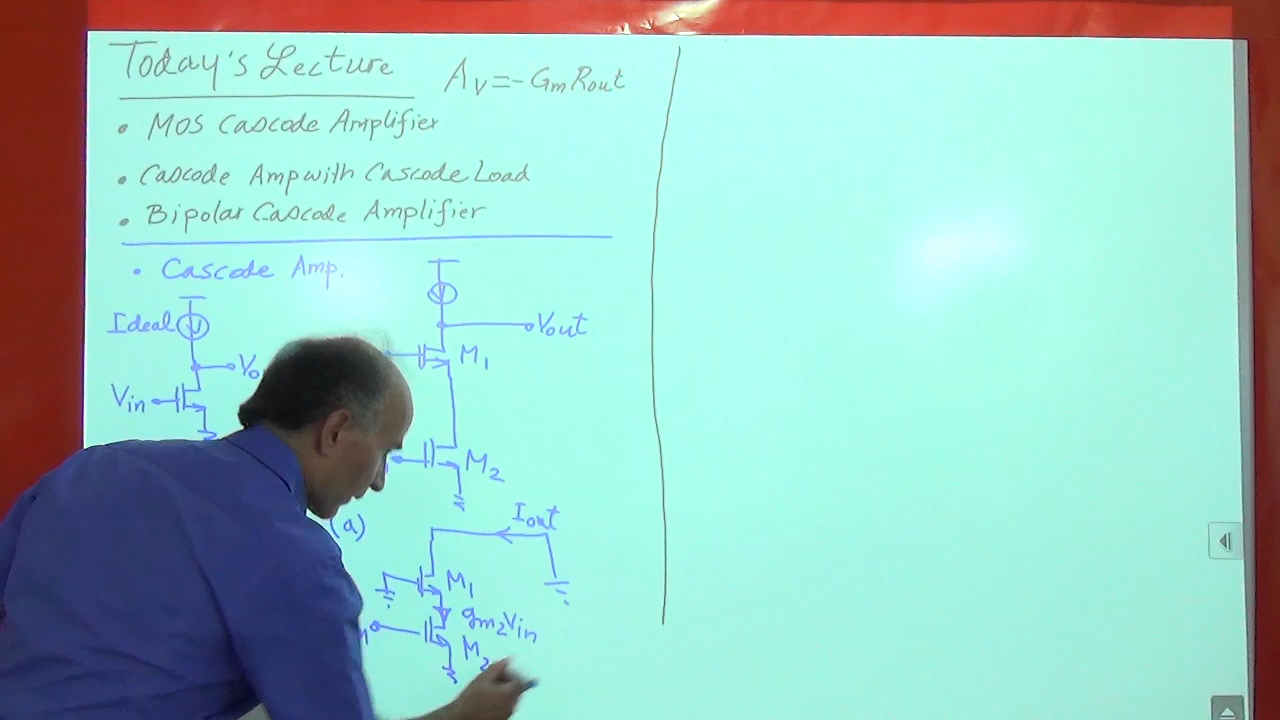 Today's Lecture Av = - GmRout
• MOS Cascode Amplifier
• Cascode Amp with Cascode Load
• Bipolar Cascode Amplifier
• Cascode Amp.
Ideal
Vout
Vo
M1
Vin
M2
(a)
Iout
M1
gm2Vin
M2